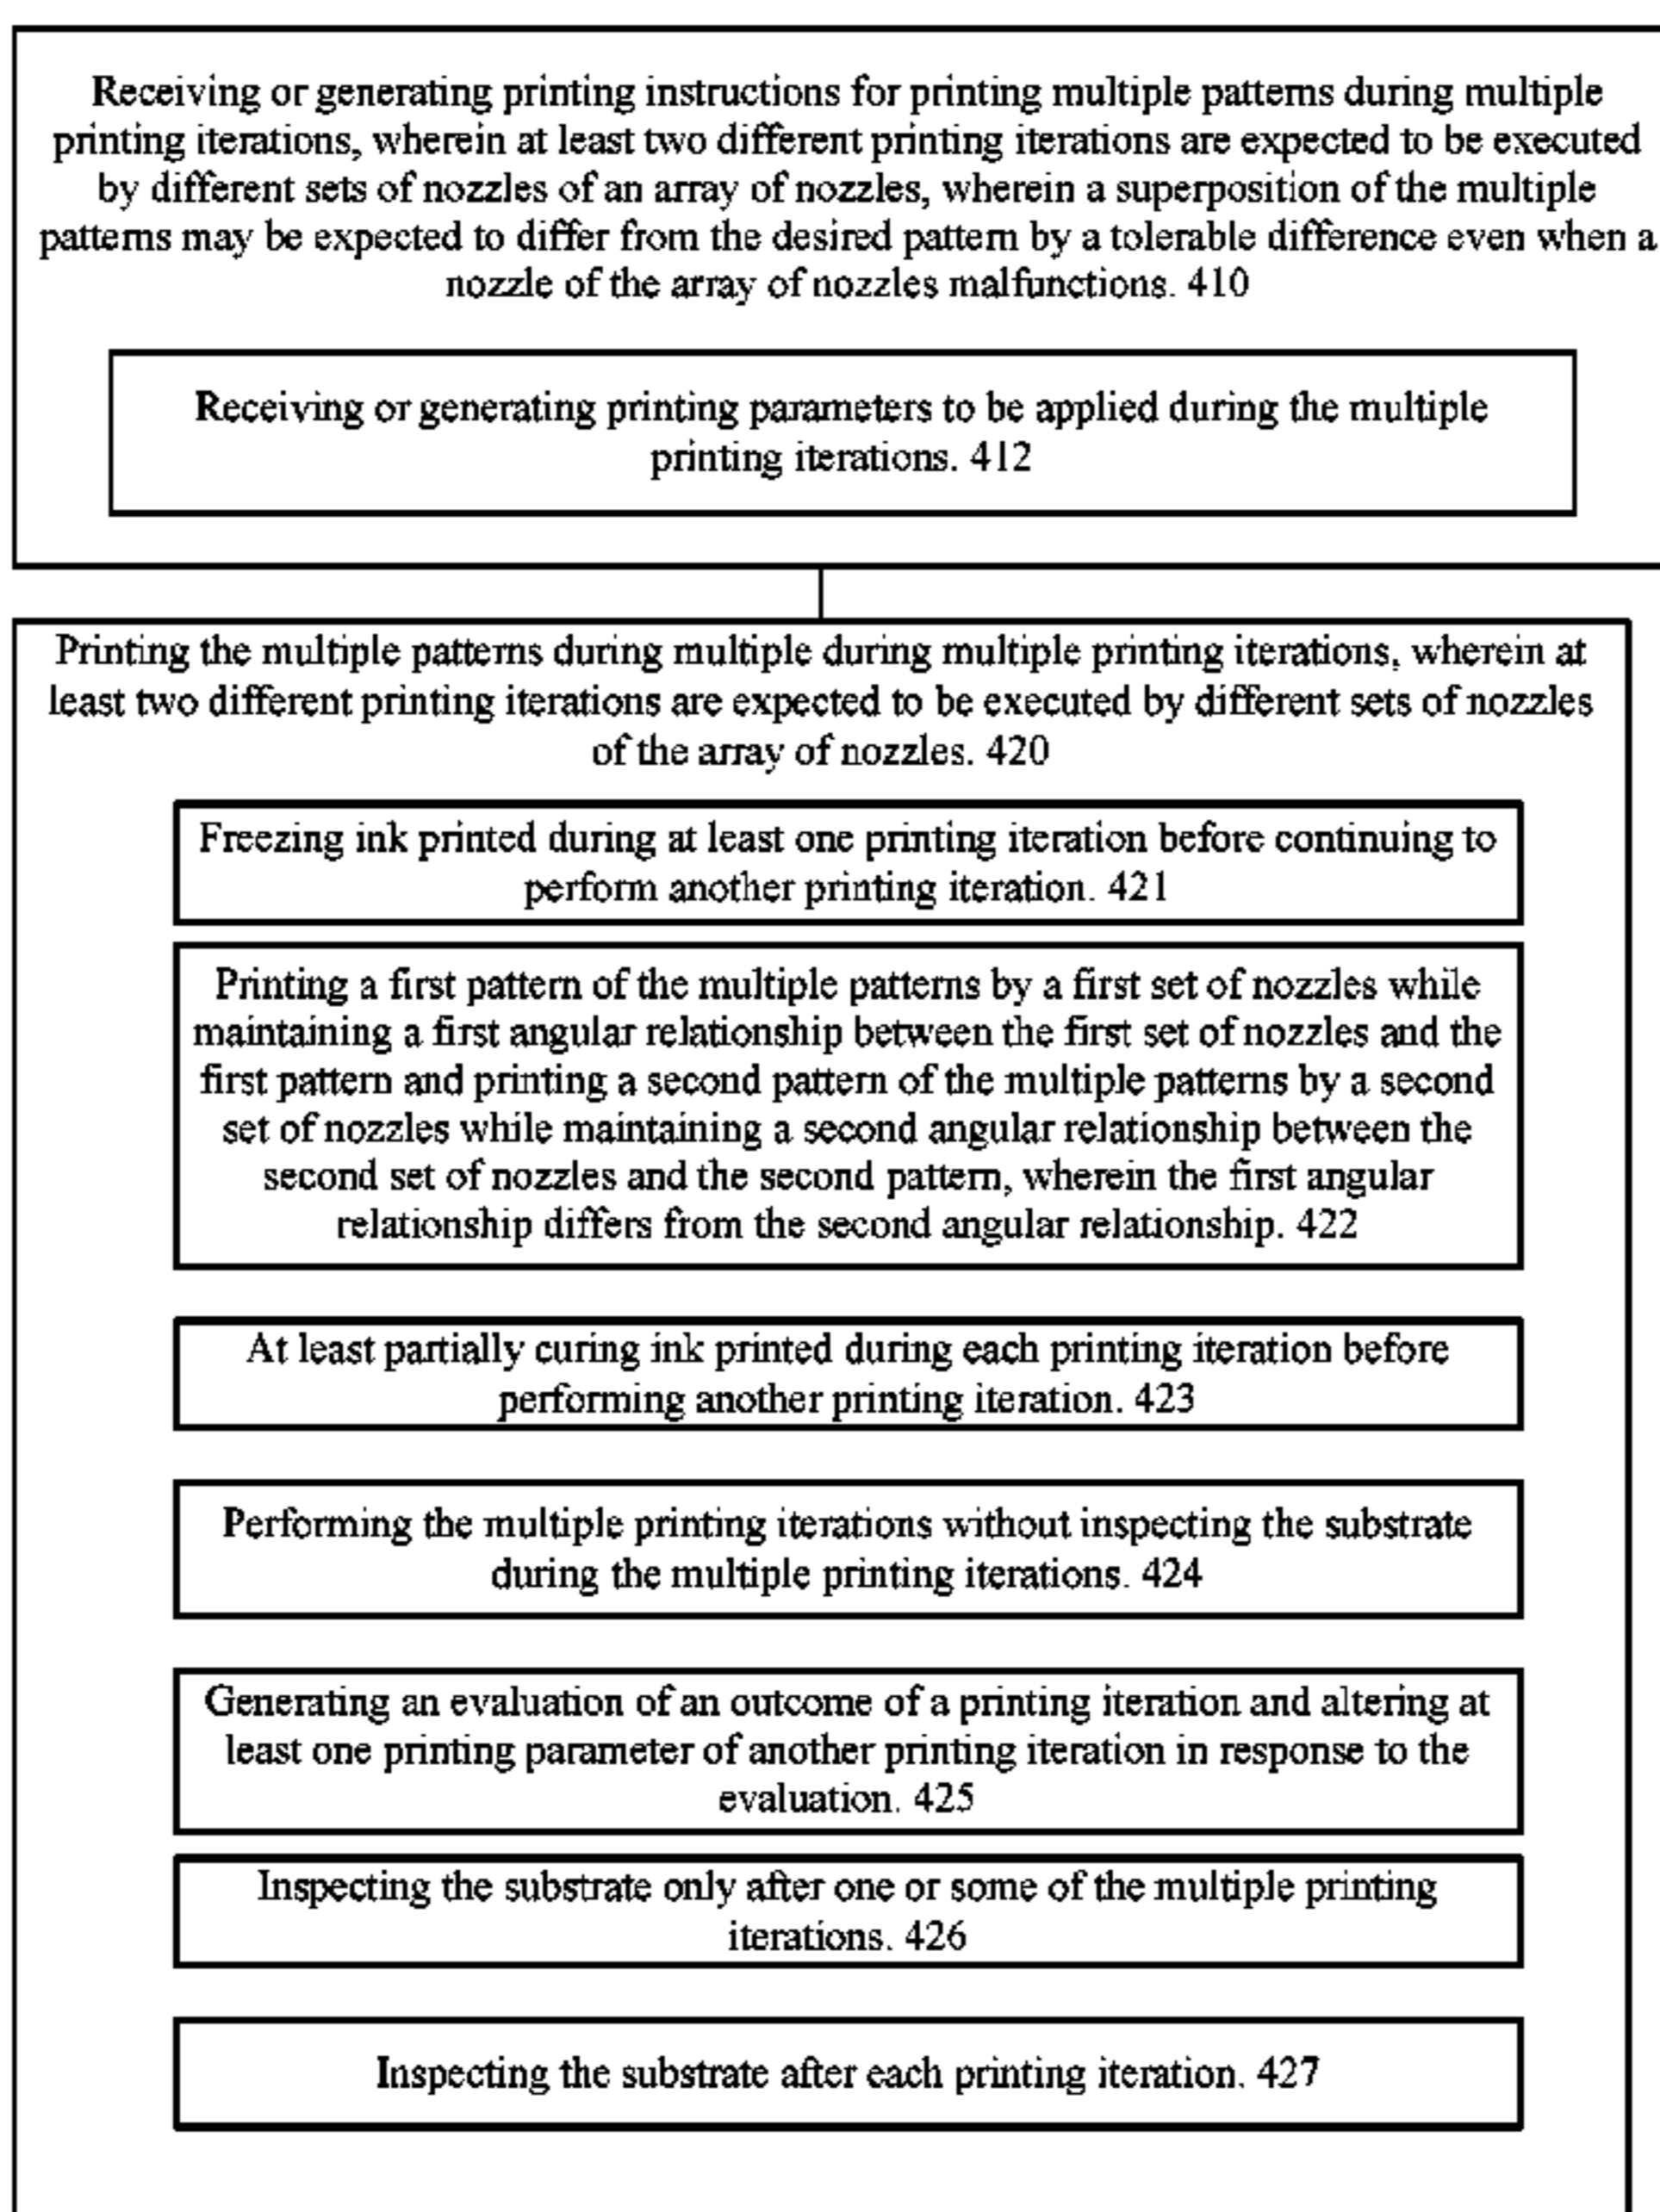 Receiving or generating printing instructions for printing multiple patterns during multiple
printing iterations, wherein at least two different printing iterations are expected to be executed
by different sets of nozzles of an array of nozzles, wherein a superposition of the multiple
patterns may be expected to differ from the desired pattern by a tolerable difference even when a
nozzle of the array of nozzles malfunctions. 410
Receiving or generating printing parameters to be applied during the multiple
printing iterations. 412
Printing the multiple patterns during multiple during multiple printing iterations, wherein at
least two different printing iterations are expected to be executed by different sets of nozzles
of the array of nozzles. 420
Freezing ink printed during at least one printing iteration before continuing to
perform another printing iteration. 421
Printing a first pattern of the multiple patterns by a first set of nozzles while
maintaining a first angular relationship between the first set of nozzles and the
first pattern and printing a second pattern of the multiple patterns by a second
set of nozzles while maintaining a second angular relationship between the
second set of nozzles and the second pattern, wherein the first angular
relationship differs from the second angular relationship. 422
At least partially curing ink printed during each printing iteration before
performing another printing iteration. 423
Performing the multiple printing iterations without inspecting the substrate
during the multiple printing iterations. 424
Generating an evaluation of an outcome of a printing iteration and altering at
least one printing parameter of another printing iteration in response to the
evaluation. 425
Inspecting the substrate only after one or some of the multiple printing
iterations. 426
Inspecting the substrate after each printing iteration. 427